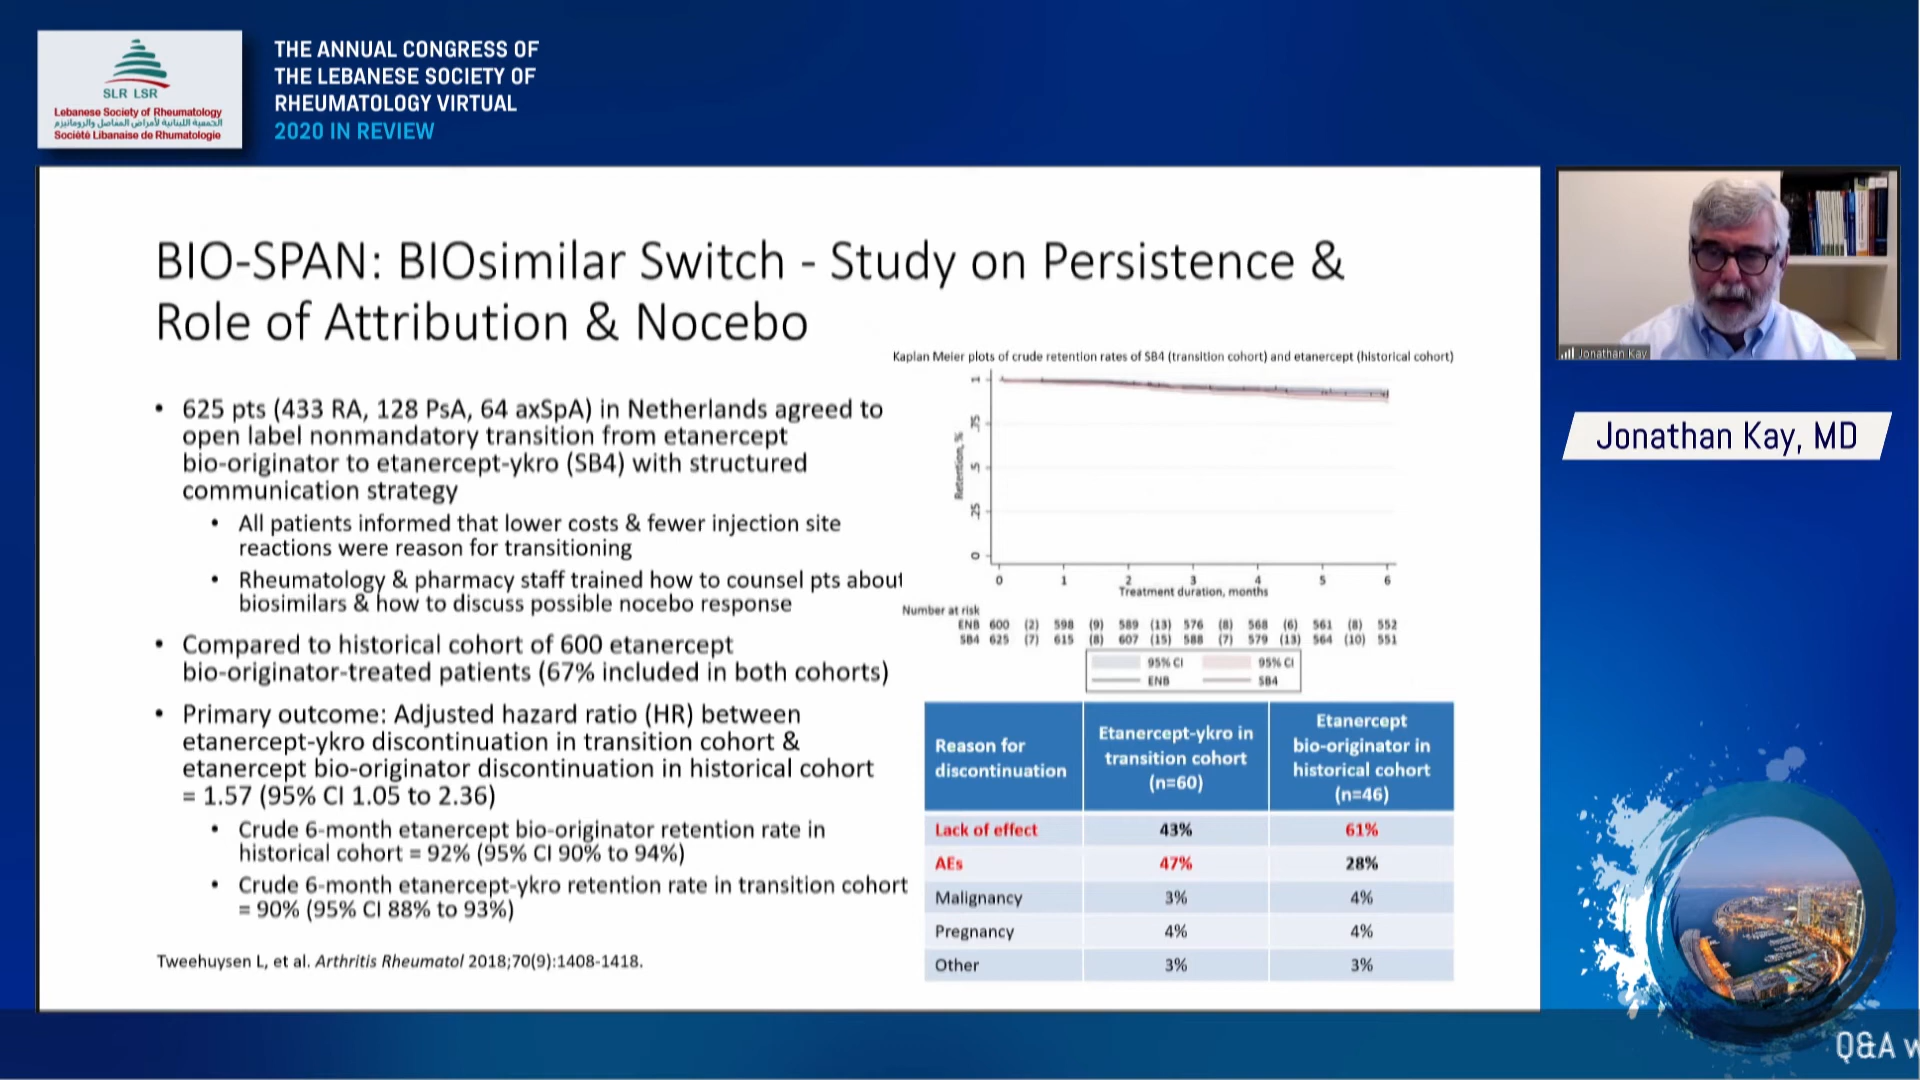 SLR LSR
Lebanese Society of Rheumatology
الجمعية اللبنانية لأمراض المفاصل والروماتيزم
Société Libanaise de Rhumatologie
THE ANNUAL CONGRESS OF
THE LEBANESE SOCIETY OF
RHEUMATOLOGY VIRTUAL
2020 IN REVIEW
BIO-SPAN: BIOsimilar Switch - Study on Persistence &
Role of Attribution & Nocebo
• 625 pts (433 RA, 128 PsA, 64 axSpA) in Netherlands agreed to
open label nonmandatory transition from etanercept
bio-originator to etanercept-ykro (SB4) with structured
communication strategy
• All patients informed that lower costs & fewer injection site
reactions were reason for transitioning
• Rheumatology & pharmacy staff trained how to counsel pts about
biosimilars & how to discuss possible nocebo response
• Compared to historical cohort of 600 etanercept
bio-originator-treated patients (67% included in both cohorts)
• Primary outcome: Adjusted hazard ratio (HR) between
etanercept-ykro discontinuation in transition cohort &
etanercept bio-originator discontinuation in historical cohort
= 1.57 (95% CI 1.05 to 2.36)
• Crude 6-month etanercept bio-originator retention rate in
historical cohort = 92% (95% CI 90% to 94%)
• Crude 6-month etanercept-ykro retention rate in transition cohort
= 90% (95% CI 88% to 93%)
Tweehuysen L, et al. Arthritis Rheumatol 2018;70(9):1408-1418.
Kaplan Meier plots of crude retention rates of SB4 (transition cohort) and etanercept (historical cohort)
Retention, %
1
.75
.5
.25
0
0 1 2 3 4 5 6
Treatment duration, months
Number at risk
ENB 600 (2) 598 (9) 589 (13) 576 (8) 568 (6) 561 (8) 552
SB4 625 (7) 615 (8) 607 (15) 588 (7) 579 (13) 564 (10) 551
95% CI 95% CI
ENB SB4
Reason for
discontinuation
Etanercept-ykro in
transition cohort
(n=60)
Etanercept
bio-originator in
historical cohort
(n=46)
Lack of effect 43% 61%
AEs 47% 28%
Malignancy 3% 4%
Pregnancy 4% 4%
Other 3% 3%
Jonathan Kay
Jonathan Kay, MD
Q&A w